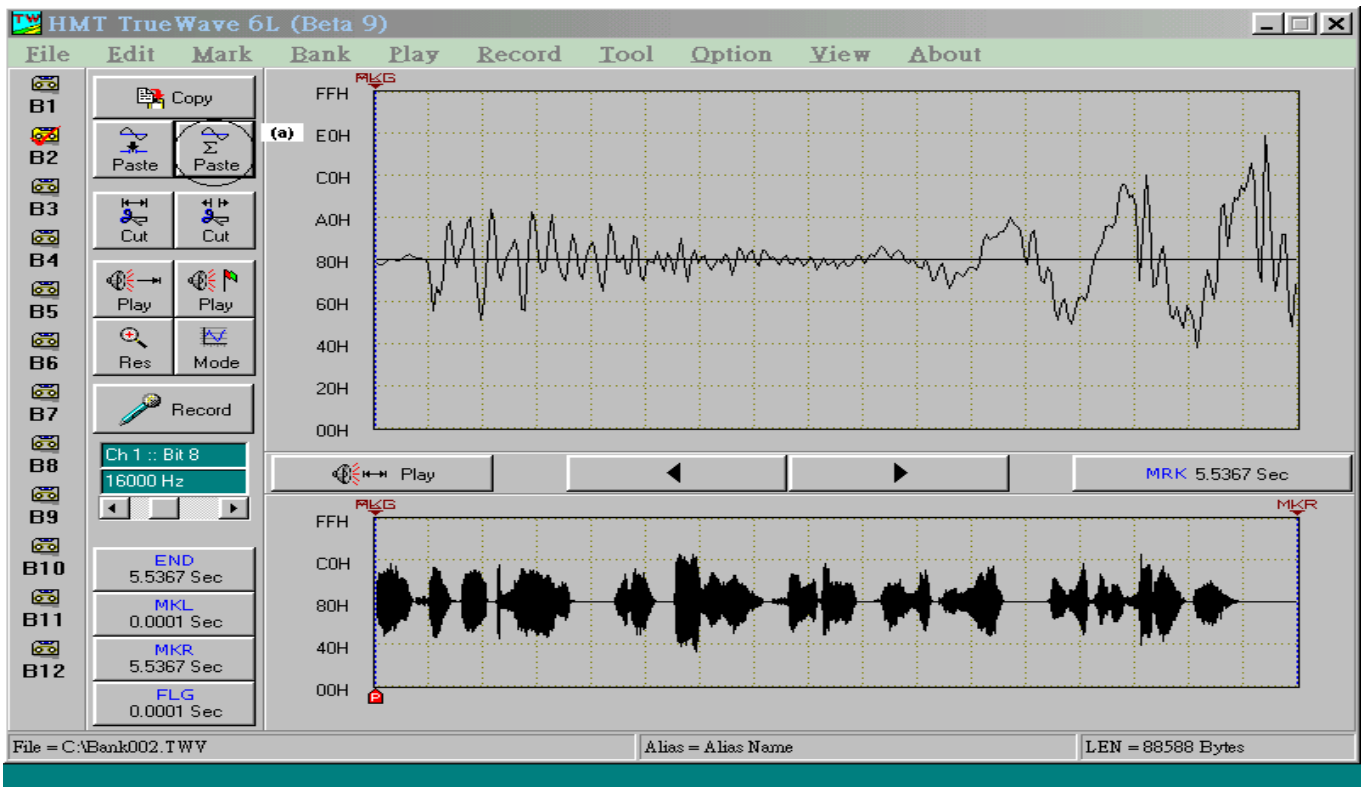 TW HMT TrueWave 6L (Beta 9)
File Edit Mark Bank Play Record Tool Option View About
B1
B2
B3
B4
B5
B6
B7
B8
B9
B10
B11
B12
Copy
Paste Σ Paste (a)
Cut Cut
Play Play
Res Mode
Record
Ch 1 :: Bit 8
16000 Hz
END
5.5367 Sec
MKL
0.0001 Sec
MKR
5.5367 Sec
FLG
0.0001 Sec
MKG
FFH
E0H
C0H
A0H
80H
60H
40H
20H
00H
Play MRK 5.5367 Sec
MKG MKR
FFH
C0H
80H
40H
00H
P
File = C:\Bank002.TWV Alias = Alias Name LEN = 88588 Bytes